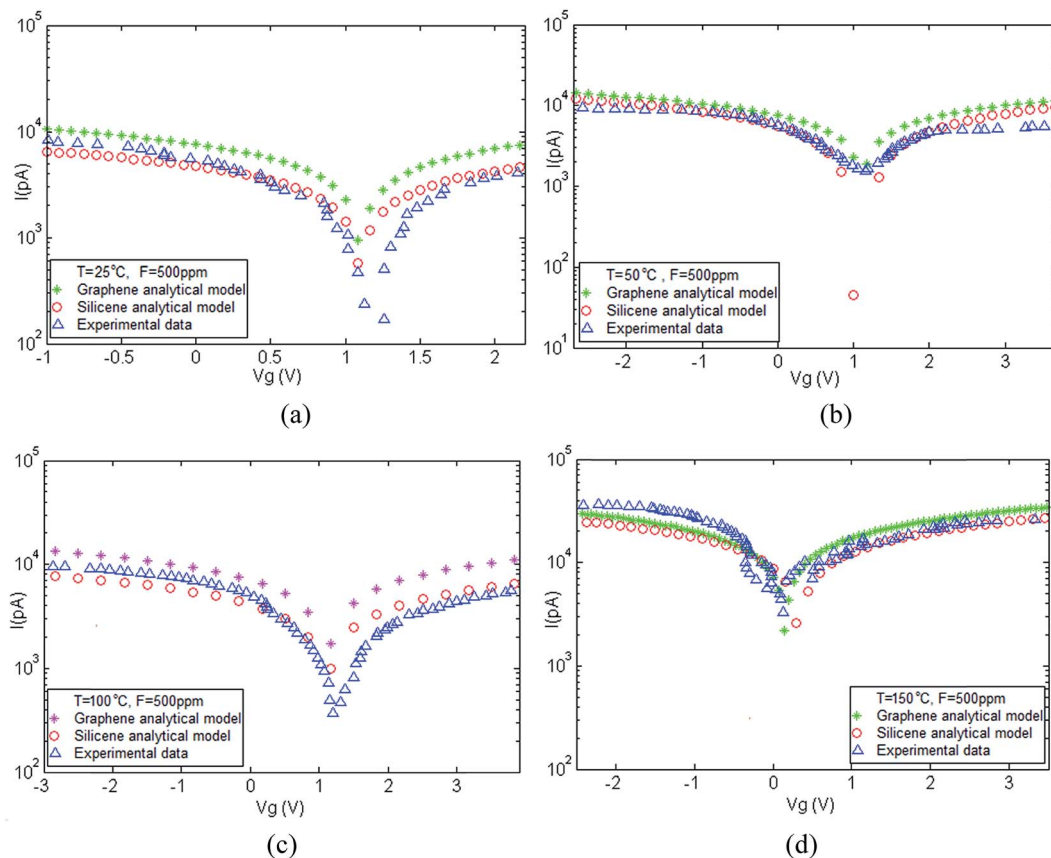 10^5
10^4
10^3
10^2
I(pA)
T=25°C, F=500ppm
Graphene analytical model
Silicene analytical model
Experimental data
-1 -0.5 0 0.5 1 1.5 2
Vg (V)
(a)
10^5
10^4
10^3
10^2
10^1
I(pA)
T=50°C , F=500ppm
Graphene analytical model
Silicene analytical model
Experimental data
-2 -1 0 1 2 3
Vg (V)
(b)
10^5
10^4
10^3
10^2
I(pA)
T=100°C, F=500ppm
Graphene analytical model
Silicene analytical model
Experimental data
-3 -2 -1 0 1 2 3
Vg (V)
(c)
10^5
10^4
10^3
10^2
I(pA)
T=150°C, F=500ppm
Graphene analytical model
Silicene analytical model
Experimental data
-2 -1 0 1 2 3
Vg (V)
(d)